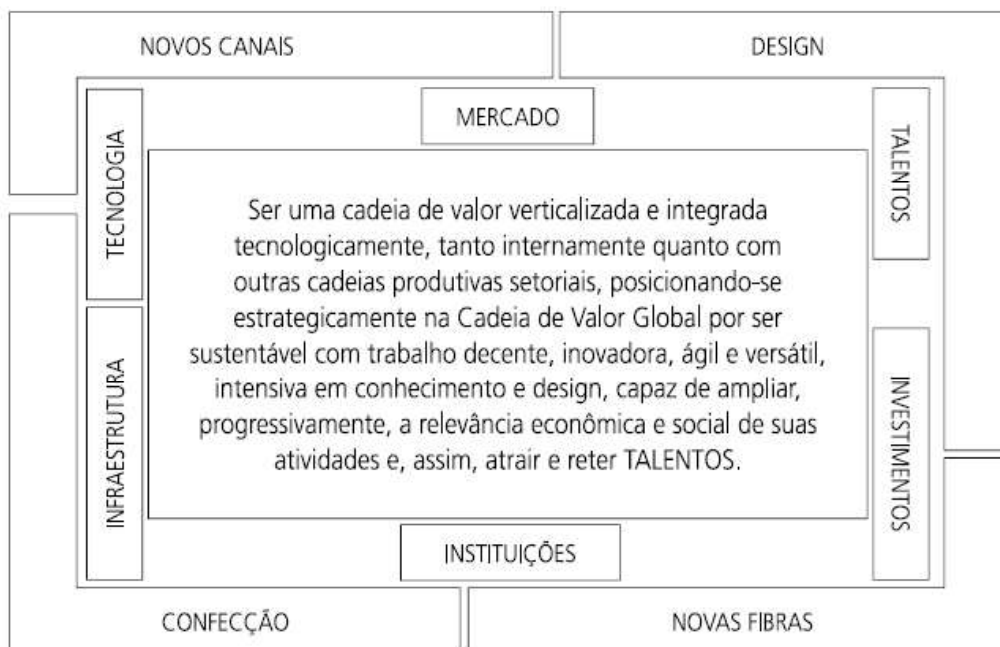 NOVOS CANAIS
DESIGN
MERCADO
TECNOLOGIA
TALENTOS
Ser uma cadeia de valor verticalizada e integrada
tecnologicamente, tanto internamente quanto com
outras cadeias produtivas setoriais, posicionando-se
estrategicamente na Cadeia de Valor Global por ser
sustentável com trabalho decente, inovadora, ágil e versátil,
intensiva em conhecimento e design, capaz de ampliar,
progressivamente, a relevância econômica e social de suas
atividades e, assim, atrair e reter TALENTOS.
INFRAESTRUTURA
INVESTIMENTOS
INSTITUIÇÕES
CONFECÇÃO
NOVAS FIBRAS